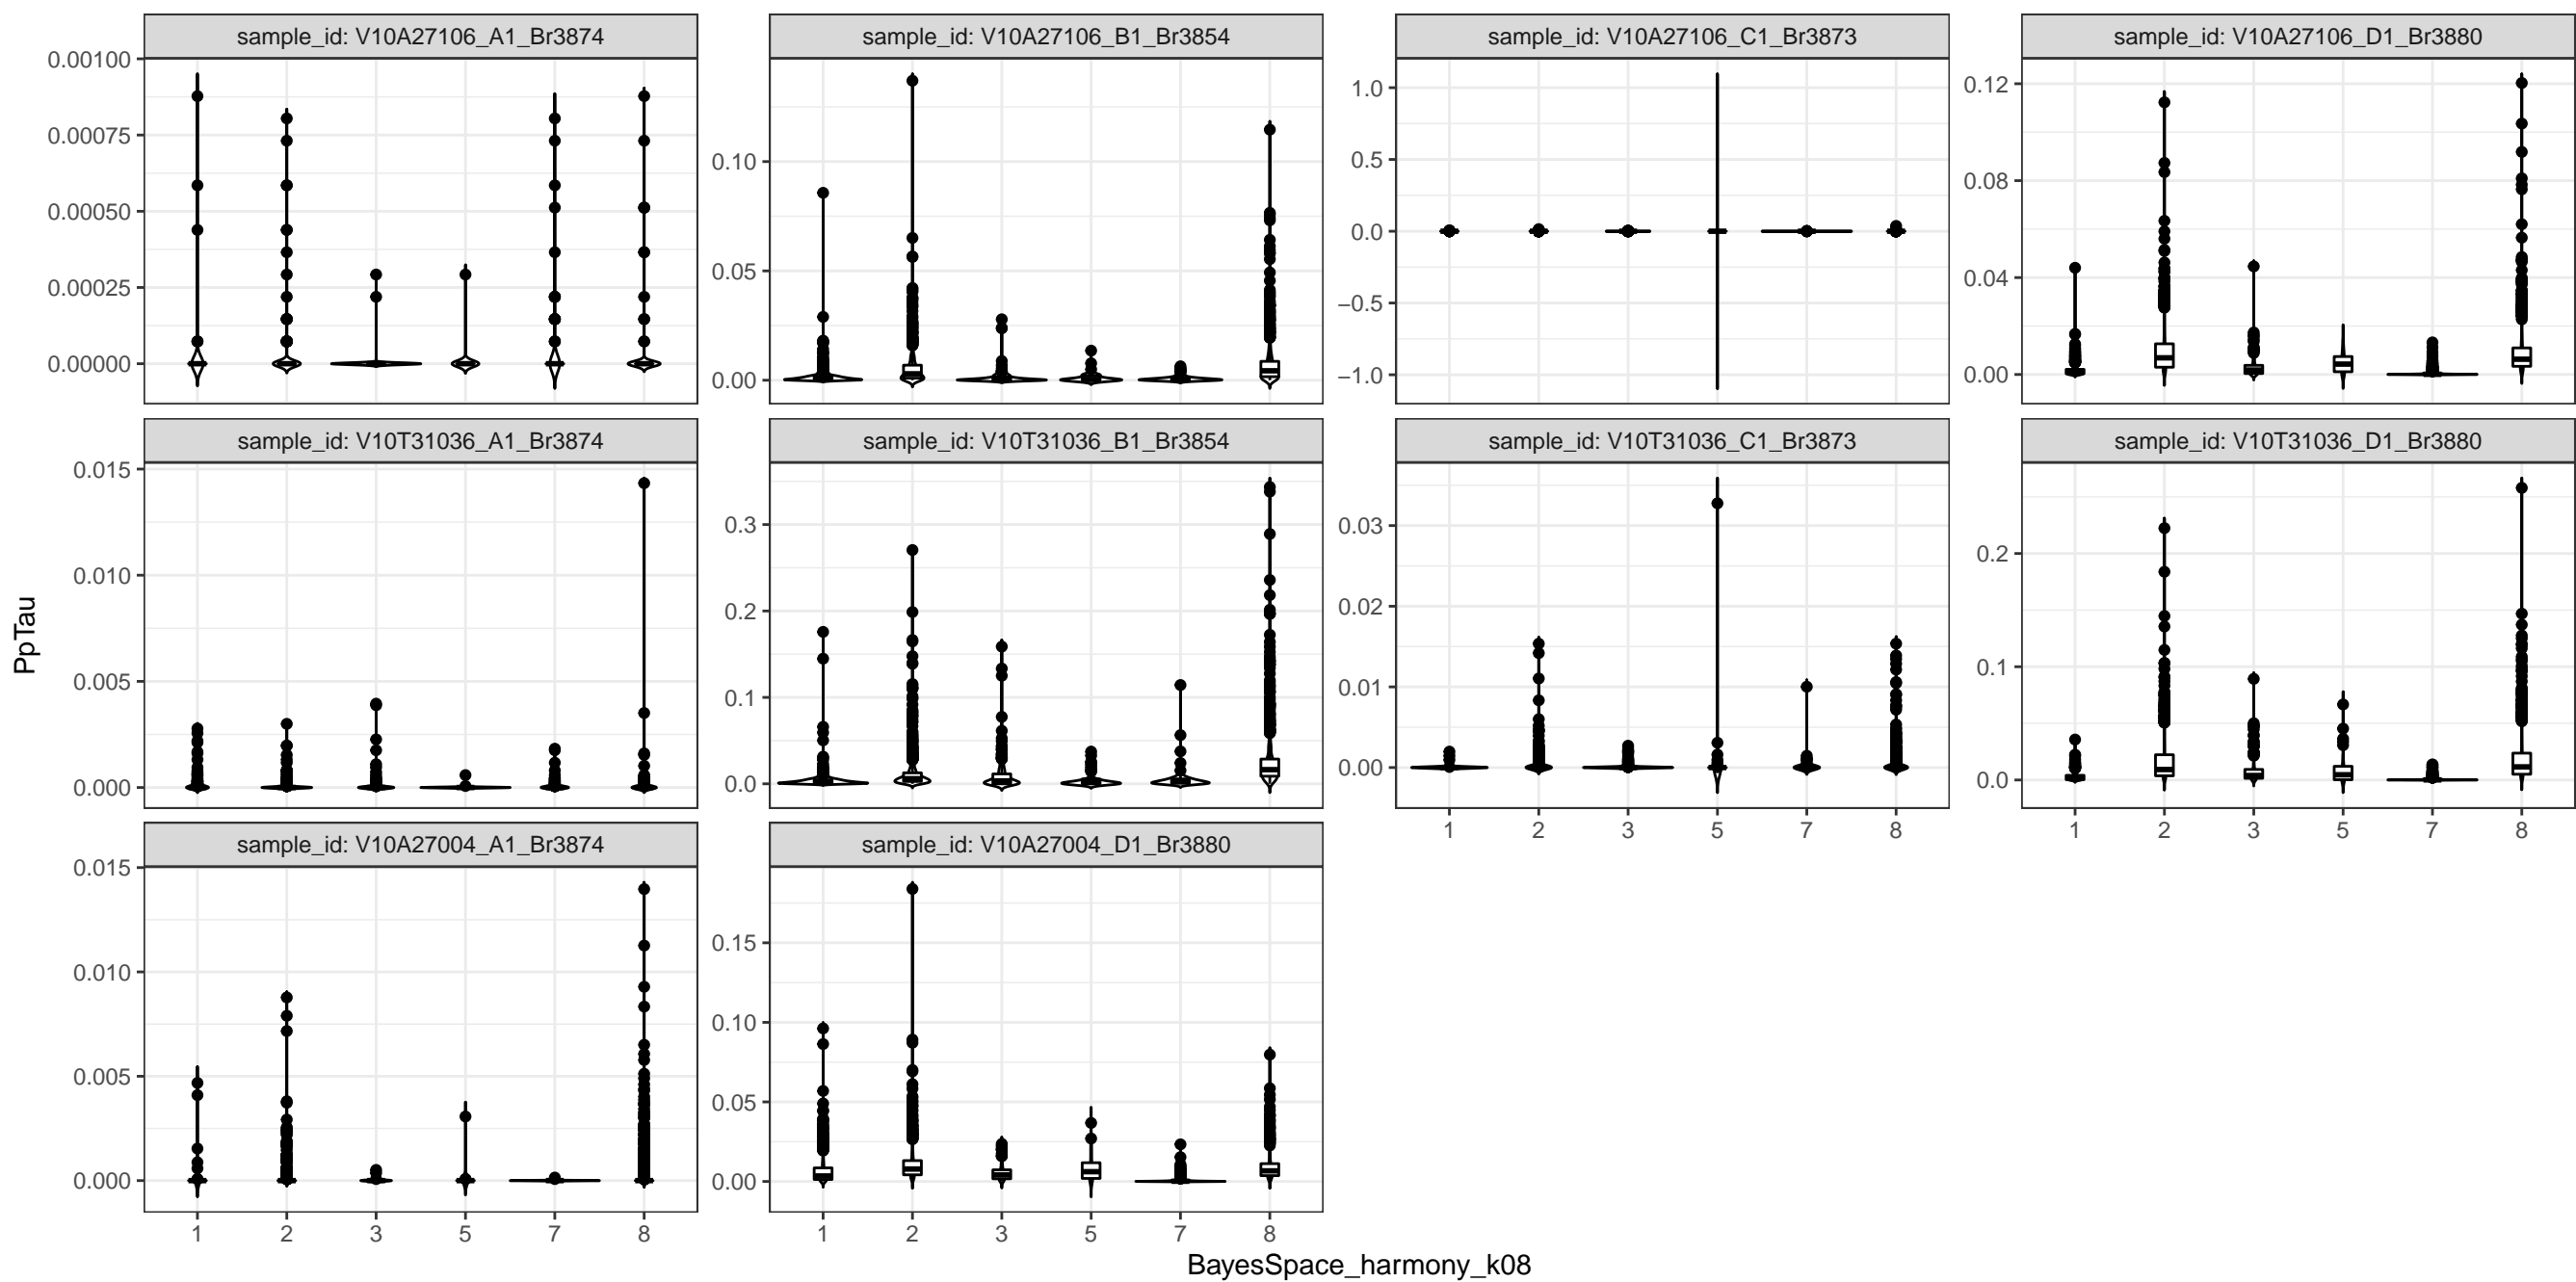 sample_id: V10A27106_A1_Br3874
sample_id: V10A27106_B1_Br3854
sample_id: V10A27106_C1_Br3873
sample_id: V10A27106_D1_Br3880
0.00100
0.00075
0.00050
0.00025
0.00000
0.10
0.05
0.00
1.0
0.5
0.0
−0.5
−1.0
0.12
0.08
0.04
0.00
sample_id: V10T31036_A1_Br3874
sample_id: V10T31036_B1_Br3854
sample_id: V10T31036_C1_Br3873
sample_id: V10T31036_D1_Br3880
0.015
0.010
0.005
0.000
0.3
0.2
0.1
0.0
0.03
0.02
0.01
0.00
0.2
0.1
0.0
1 2 3 5 7 8
1 2 3 5 7 8
sample_id: V10A27004_A1_Br3874
sample_id: V10A27004_D1_Br3880
0.015
0.010
0.005
0.000
0.15
0.10
0.05
0.00
1 2 3 5 7 8
1 2 3 5 7 8
PpTau
BayesSpace_harmony_k08